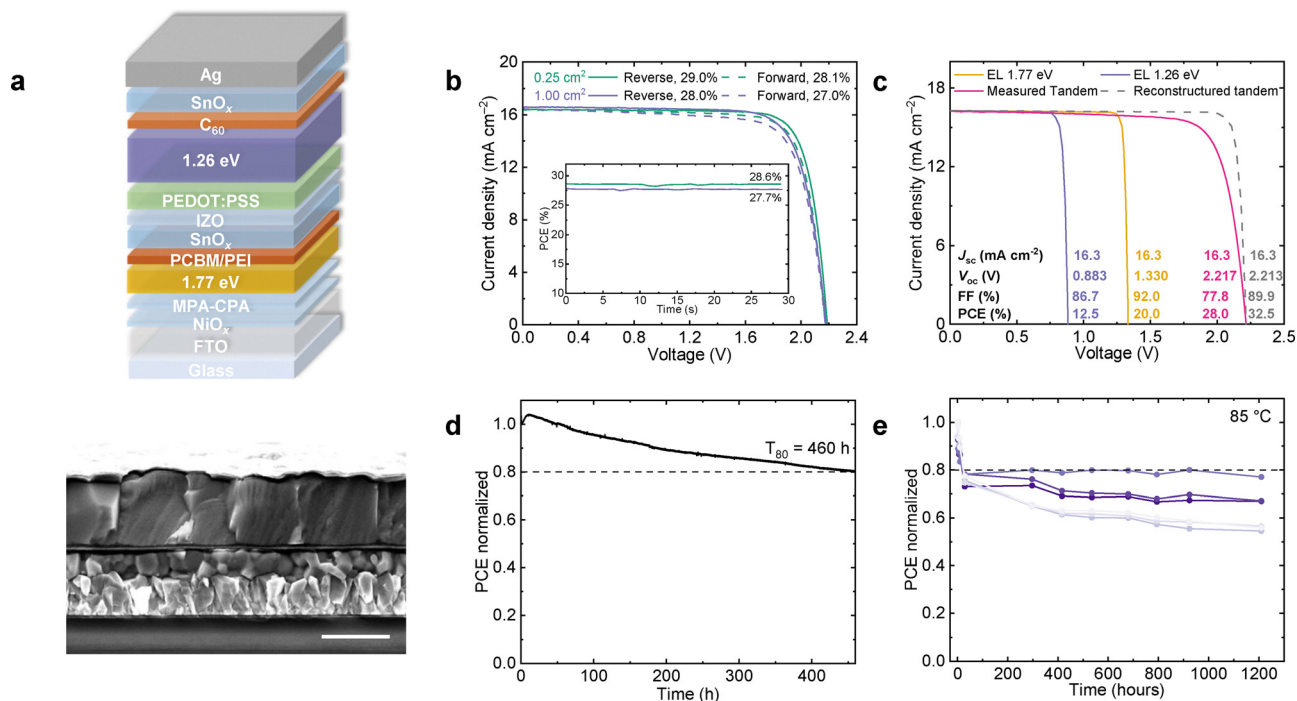 a
Ag
SnOₓ
C₆₀
1.26 eV
PEDOT:PSS
IZO
SnOₓ
PCBM/PEI
1.77 eV
MPA-CPA
NiOₓ
FTO
Glass
b
0.25 cm² Reverse, 29.0% Forward, 28.1%
1.00 cm² Reverse, 28.0% Forward, 27.0%
Current density (mA cm⁻²)
20
16
12
8
4
0
28.6%
27.7%
PCE (%)
30
25
20
15
10
0 5 10 15 20 25 30
Time (s)
0.0 0.4 0.8 1.2 1.6 2.0 2.4
Voltage (V)
c
EL 1.77 eV EL 1.26 eV
Measured Tandem Reconstructured tandem
Current density (mA cm⁻²)
18
15
12
9
6
3
0
Jsc (mA cm⁻²) 16.3 16.3 16.3 16.3
Voc (V) 0.883 1.330 2.217 2.213
FF (%) 86.7 92.0 77.8 89.9
PCE (%) 12.5 20.0 28.0 32.5
0.0 0.5 1.0 1.5 2.0 2.5
Voltage (V)
d
T₈₀ = 460 h
PCE normalized
1.0
0.8
0.6
0.4
0.2
0.0
0 100 200 300 400
Time (h)
e
85 °C
PCE normalized
1.0
0.8
0.6
0.4
0.2
0.0
0 200 400 600 800 1000 1200
Time (hours)